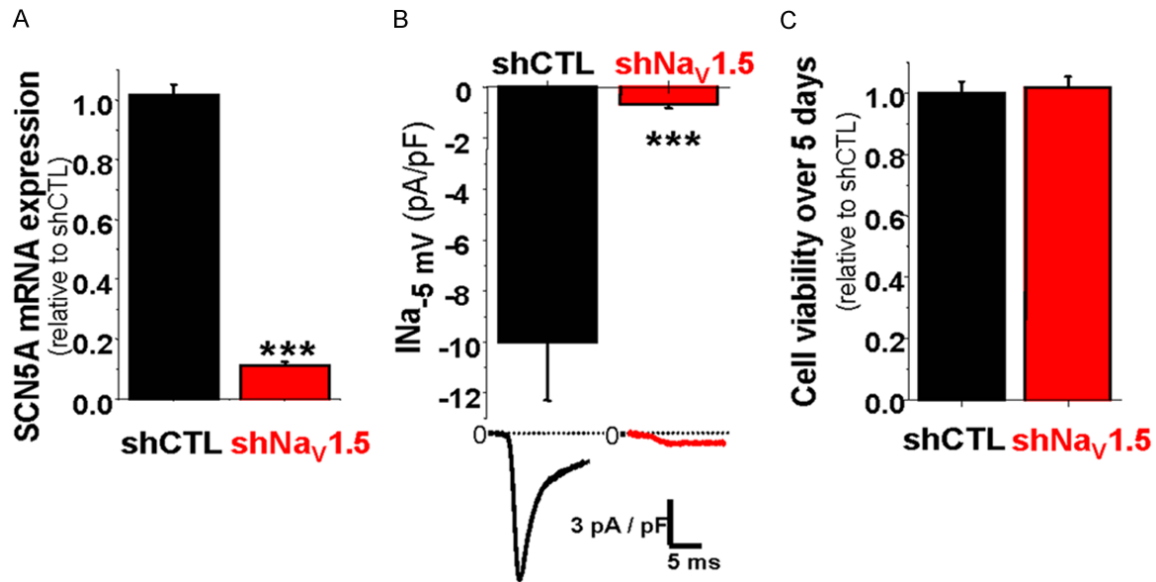 A
SCN5A mRNA expression
(relative to shCTL)
1.0
0.8
0.6
0.4
0.2
0.0
***
shCTL shNaV1.5
B
shCTL shNaV1.5
INa-5 mV (pA/pF)
0
-2
-4
-6
-8
-10
-12
***
0 0
3 pA / pF
5 ms
C
Cell viability over 5 days
(relative to shCTL)
1.0
0.8
0.6
0.4
0.2
0.0
shCTL shNaV1.5